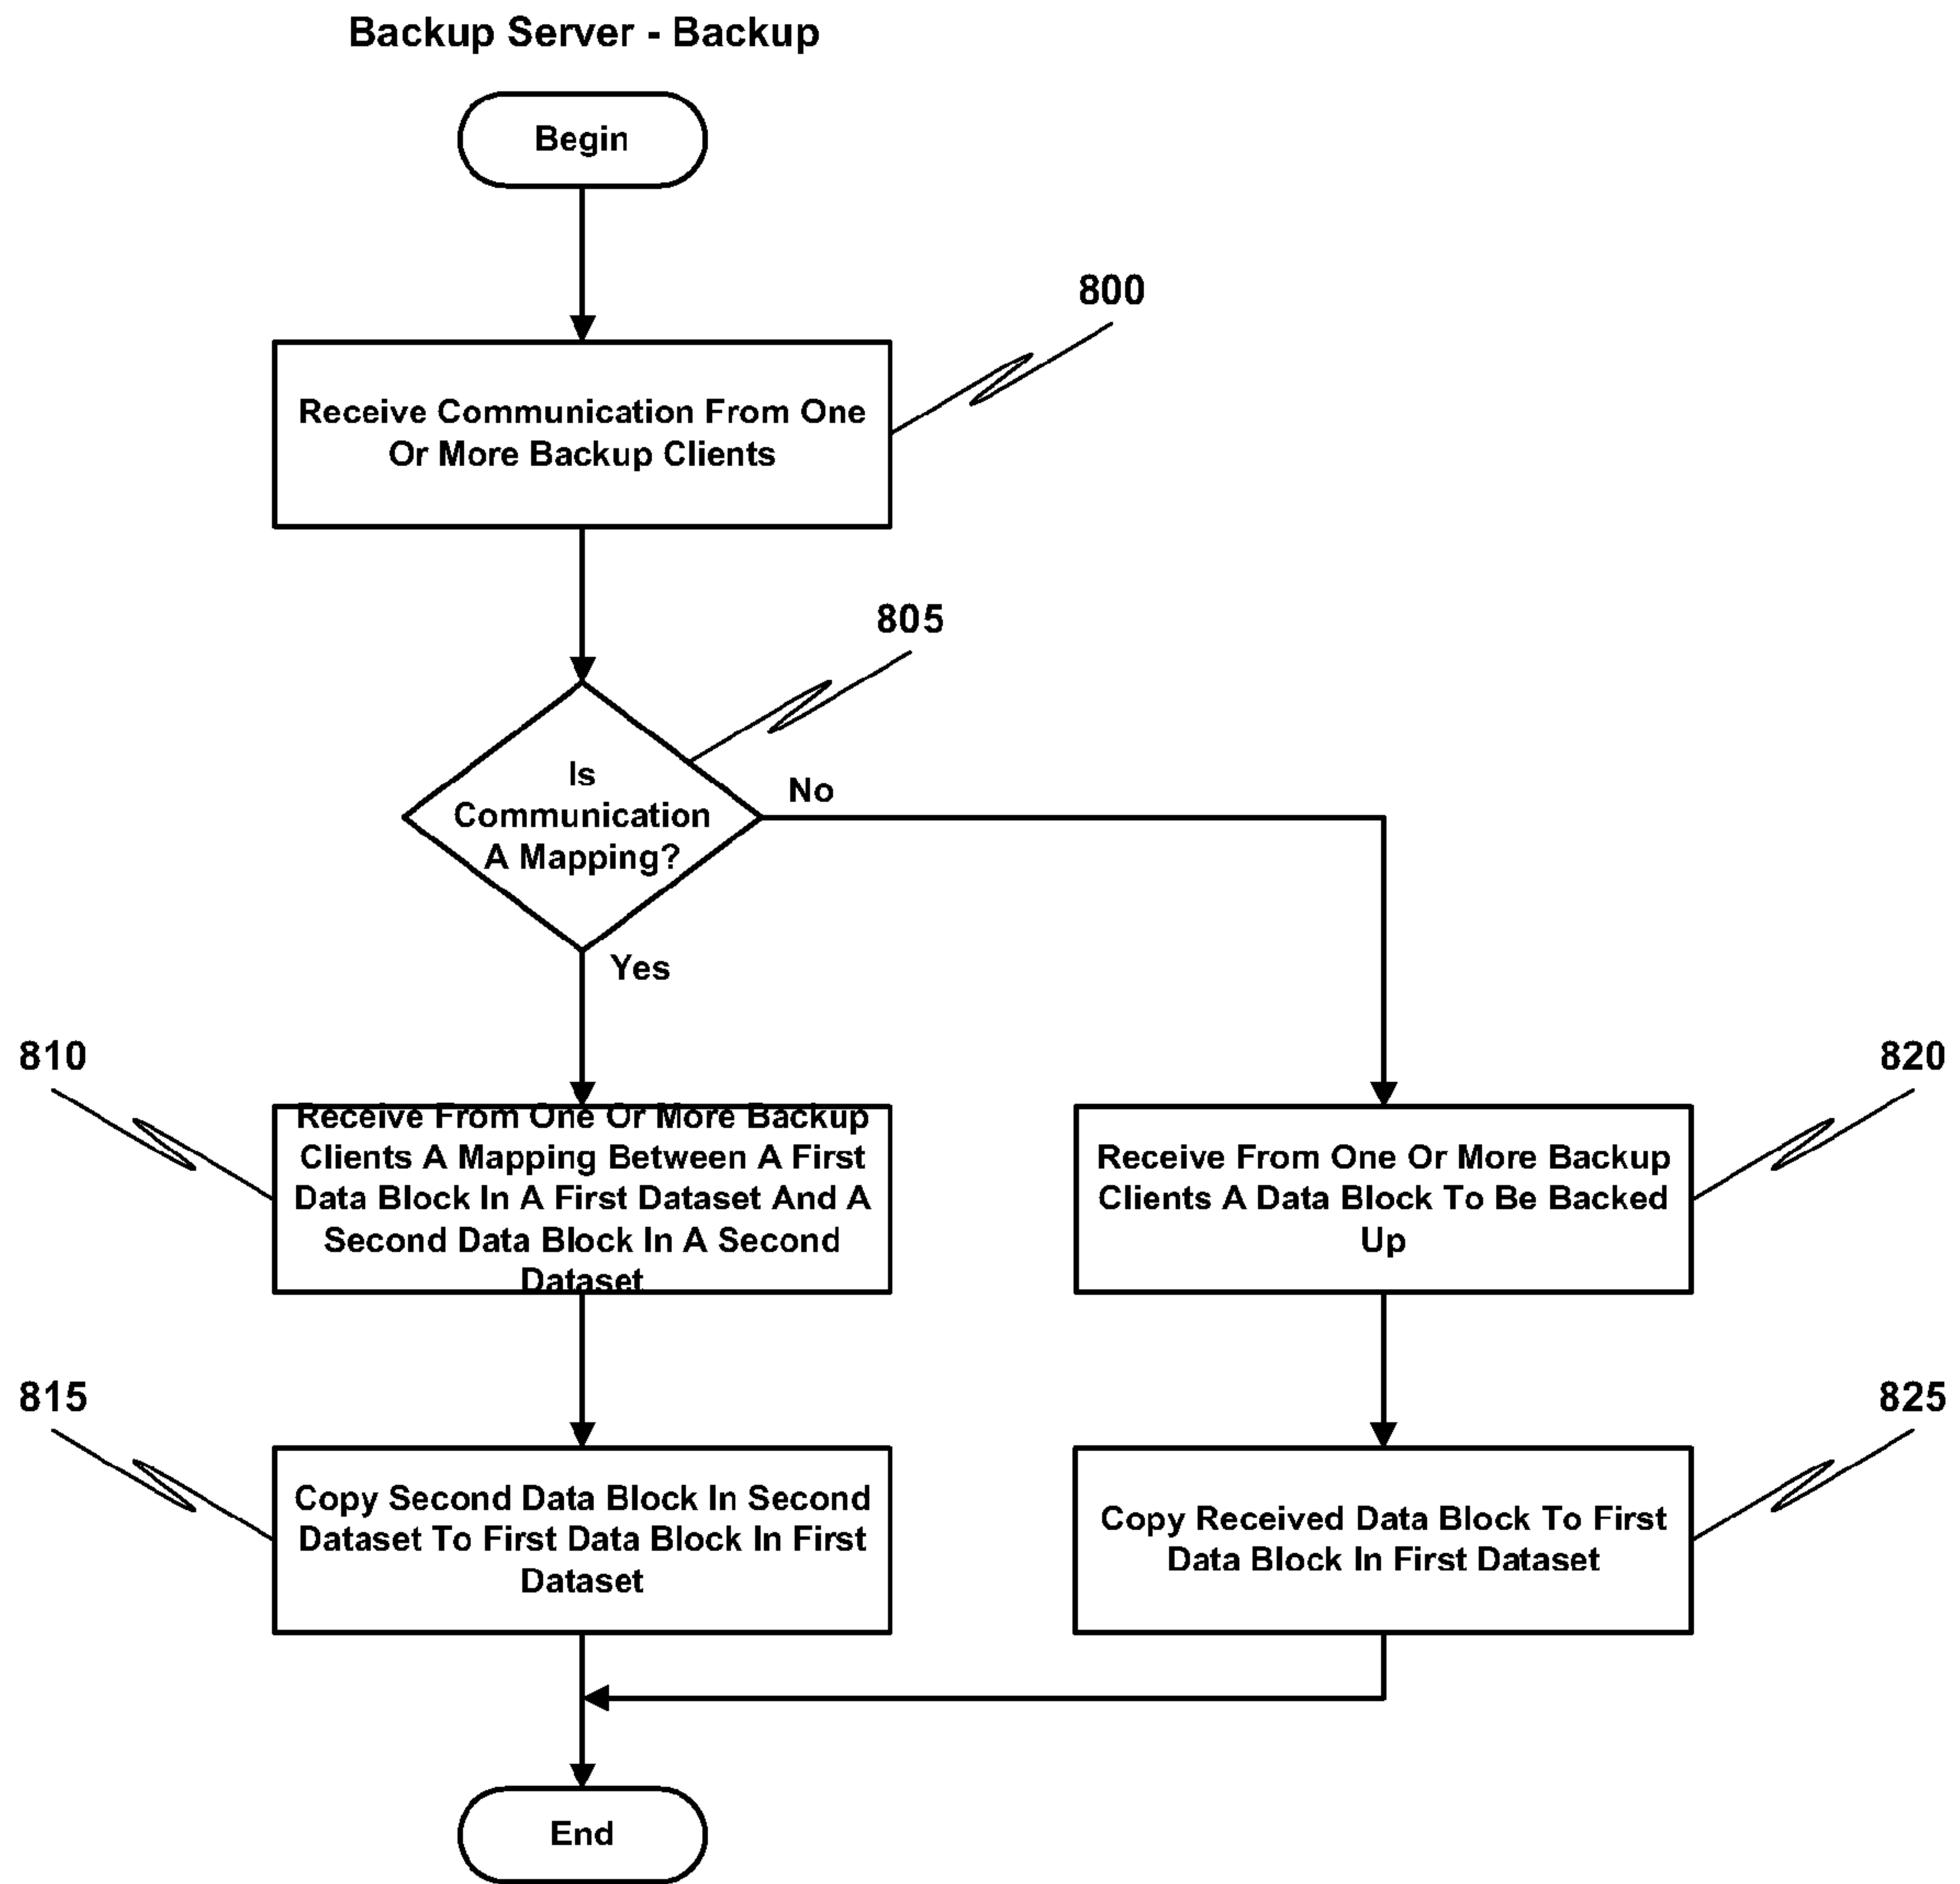 Backup Server - Backup
Begin
800
Receive Communication From One
Or More Backup Clients
805
Is
Communication
A Mapping?
No
Yes
810
Receive From One Or More Backup
Clients A Mapping Between A First
Data Block In A First Dataset And A
Second Data Block In A Second
Dataset
820
Receive From One Or More Backup
Clients A Data Block To Be Backed
Up
815
Copy Second Data Block In Second
Dataset To First Data Block In First
Dataset
825
Copy Received Data Block To First
Data Block In First Dataset
End